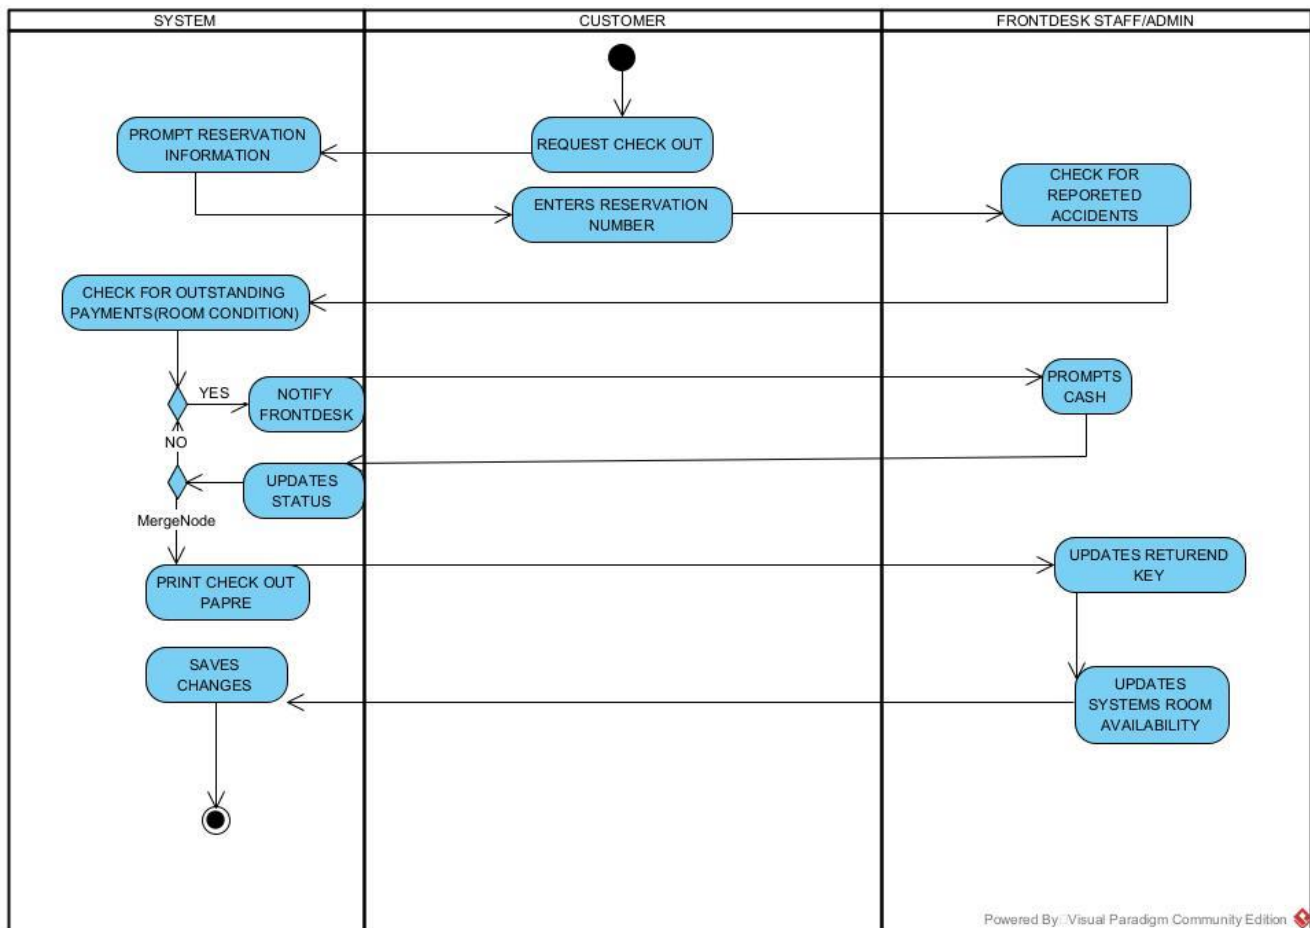 SYSTEM
CUSTOMER
FRONTDESK STAFF/ADMIN
PROMPT RESERVATION
INFORMATION
REQUEST CHECK OUT
CHECK FOR
REPORETED
ACCIDENTS
ENTERS RESERVATION
NUMBER
CHECK FOR OUTSTANDING
PAYMENTS(ROOM CONDITION)
YES
NOTIFY
FRONTDESK
PROMPTS
CASH
NO
UPDATES
STATUS
MergeNode
PRINT CHECK OUT
PAPRE
UPDATES RETUREND
KEY
SAVES
CHANGES
UPDATES
SYSTEMS ROOM
AVAILABILITY
Powered By Visual Paradigm Community Edition